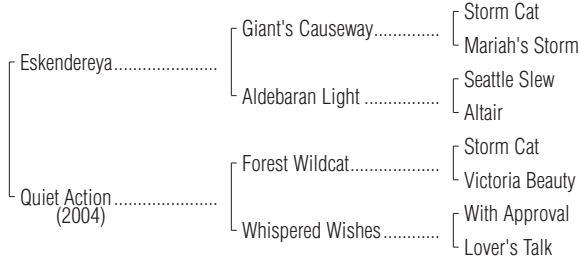 Storm Cat
Giant's Causeway..............
Mariah's Storm
Eskendereya......................
Seattle Slew
Aldebaran Light ................
Altair
Storm Cat
Forest Wildcat...................
Victoria Beauty
Quiet Action......................
(2004)
With Approval
Whispered Wishes............
Lover's Talk